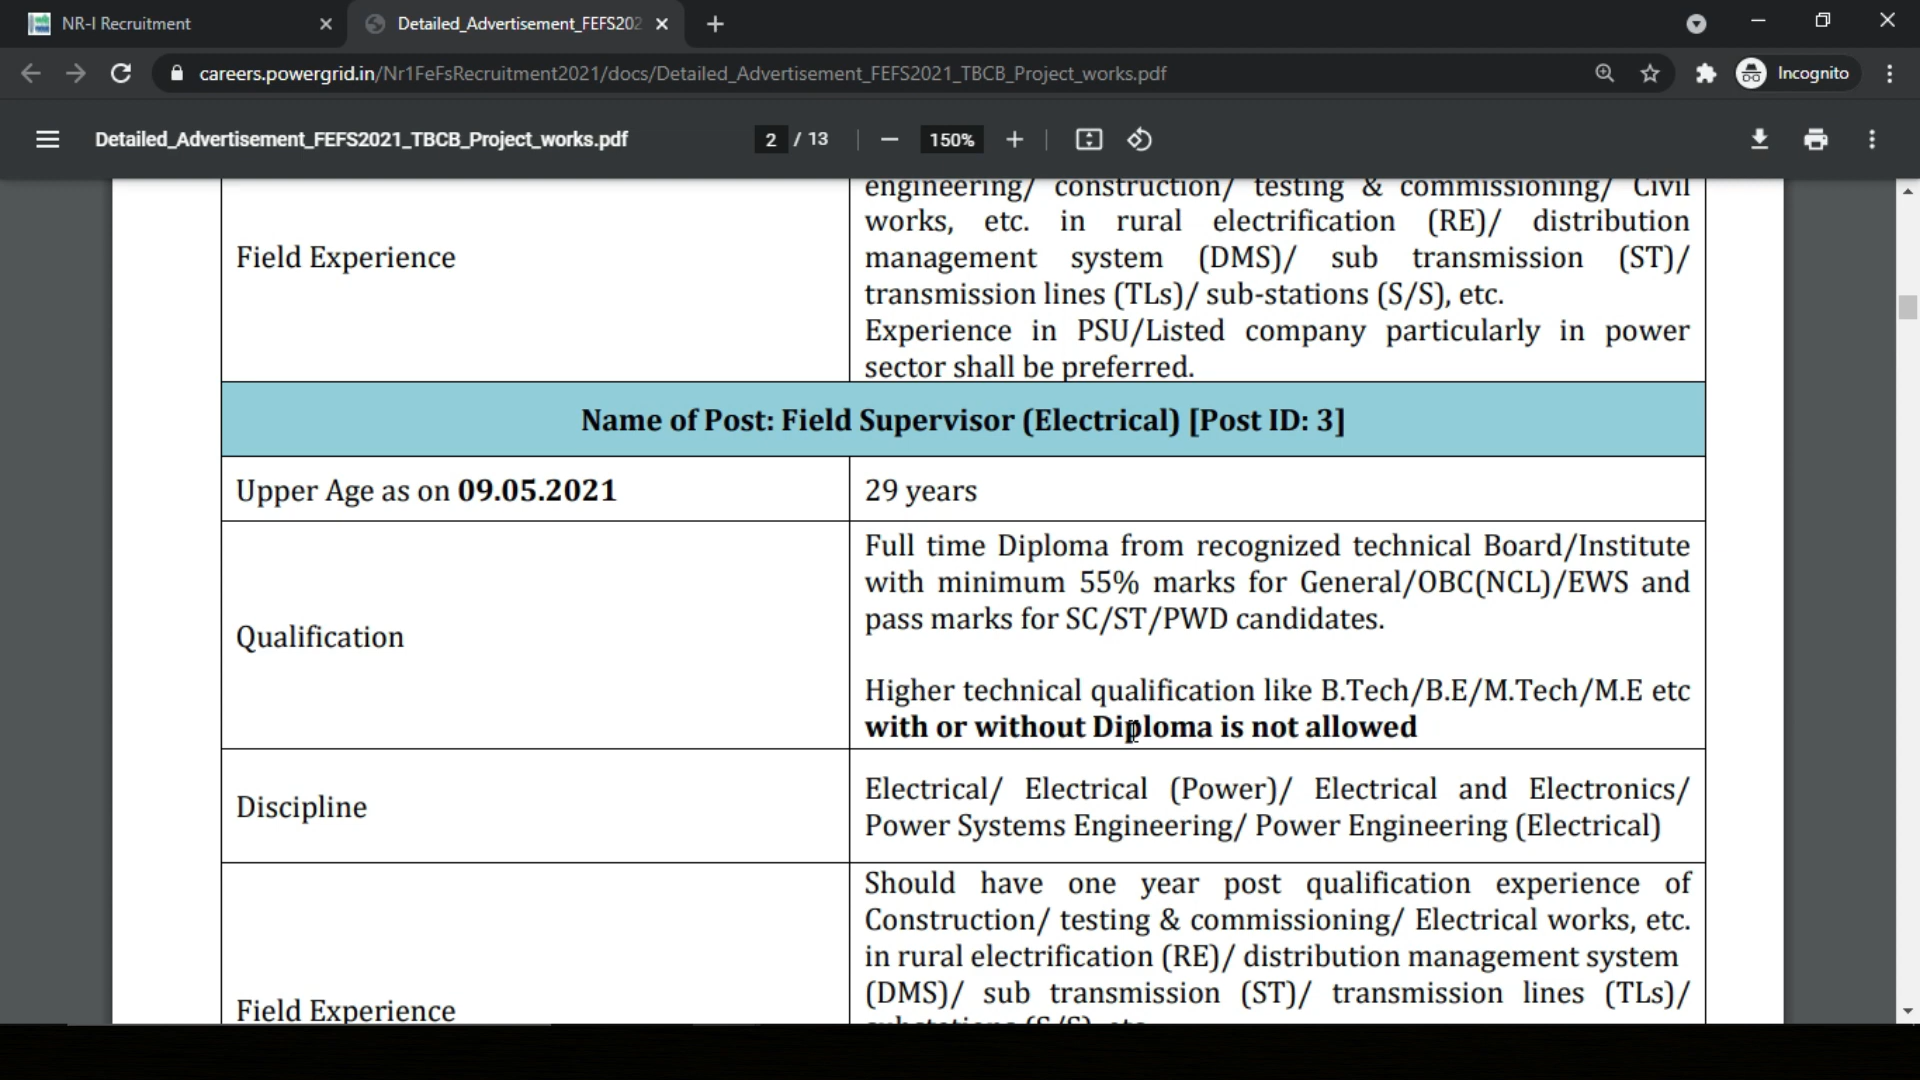 NR-I Recruitment
Detailed_Advertisement_FEFS202
careers.powergrid.in/Nr1FeFsRecruitment2021/docs/Detailed_Advertisement_FEFS2021_TBCB_Project_works.pdf
Incognito
Detailed_Advertisement_FEFS2021_TBCB_Project_works.pdf
2 / 13
150%
engineering/ construction/ testing & commissioning/ Civil
works, etc. in rural electrification (RE)/ distribution
Field Experience
management system (DMS)/ sub transmission (ST)/
transmission lines (TLs)/ sub-stations (S/S), etc.
Experience in PSU/Listed company particularly in power
sector shall be preferred.
Name of Post: Field Supervisor (Electrical) [Post ID: 3]
Upper Age as on 09.05.2021
29 years
Qualification
Full time Diploma from recognized technical Board/Institute
with minimum 55% marks for General/OBC(NCL)/EWS and
pass marks for SC/ST/PWD candidates.
Higher technical qualification like B.Tech/B.E/M.Tech/M.E etc
with or without Diploma is not allowed
Discipline
Electrical/ Electrical (Power)/ Electrical and Electronics/
Power Systems Engineering/ Power Engineering (Electrical)
Field Experience
Should have one year post qualification experience of
Construction/ testing & commissioning/ Electrical works, etc.
in rural electrification (RE)/ distribution management system
(DMS)/ sub transmission (ST)/ transmission lines (TLs)/